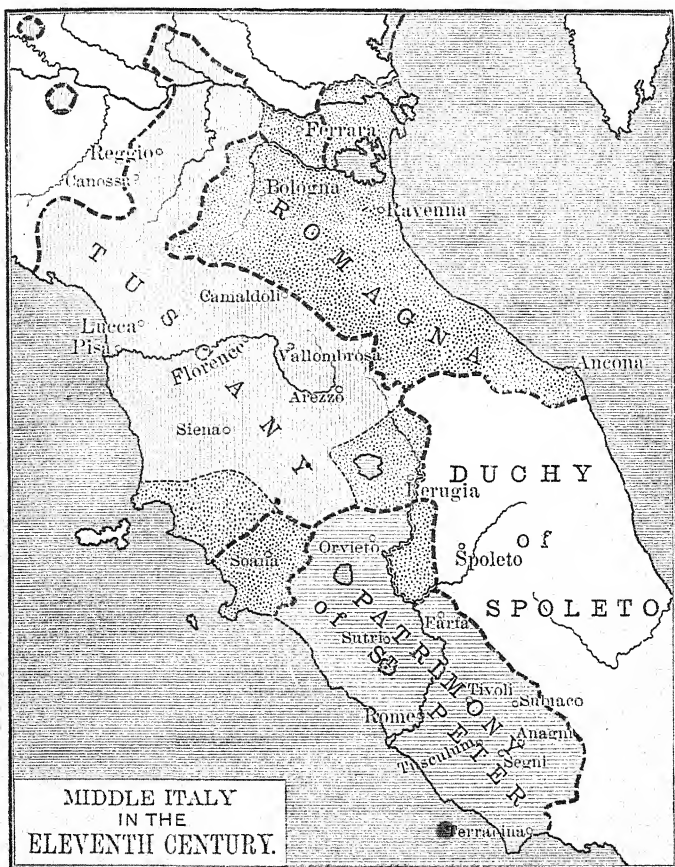 Ferrara
Reggio
Canossa
Bologna
Ravenna
ROMAGNA
TUSCANY
Camaldoli
Lucca
Pisa
Florence
Vallombrosa
Ancona
Arezzo
Siena
DUCHY
of
SPOLETO
Perugia
Spoleto
Orvieto
Soana
PATRIMONY
of St
PETER
Farfa
Sutri
Tivoli
Subiaco
Rome
Anagni
Tusculum
Segni
Terracina
MIDDLE ITALY
IN THE
ELEVENTH CENTURY.